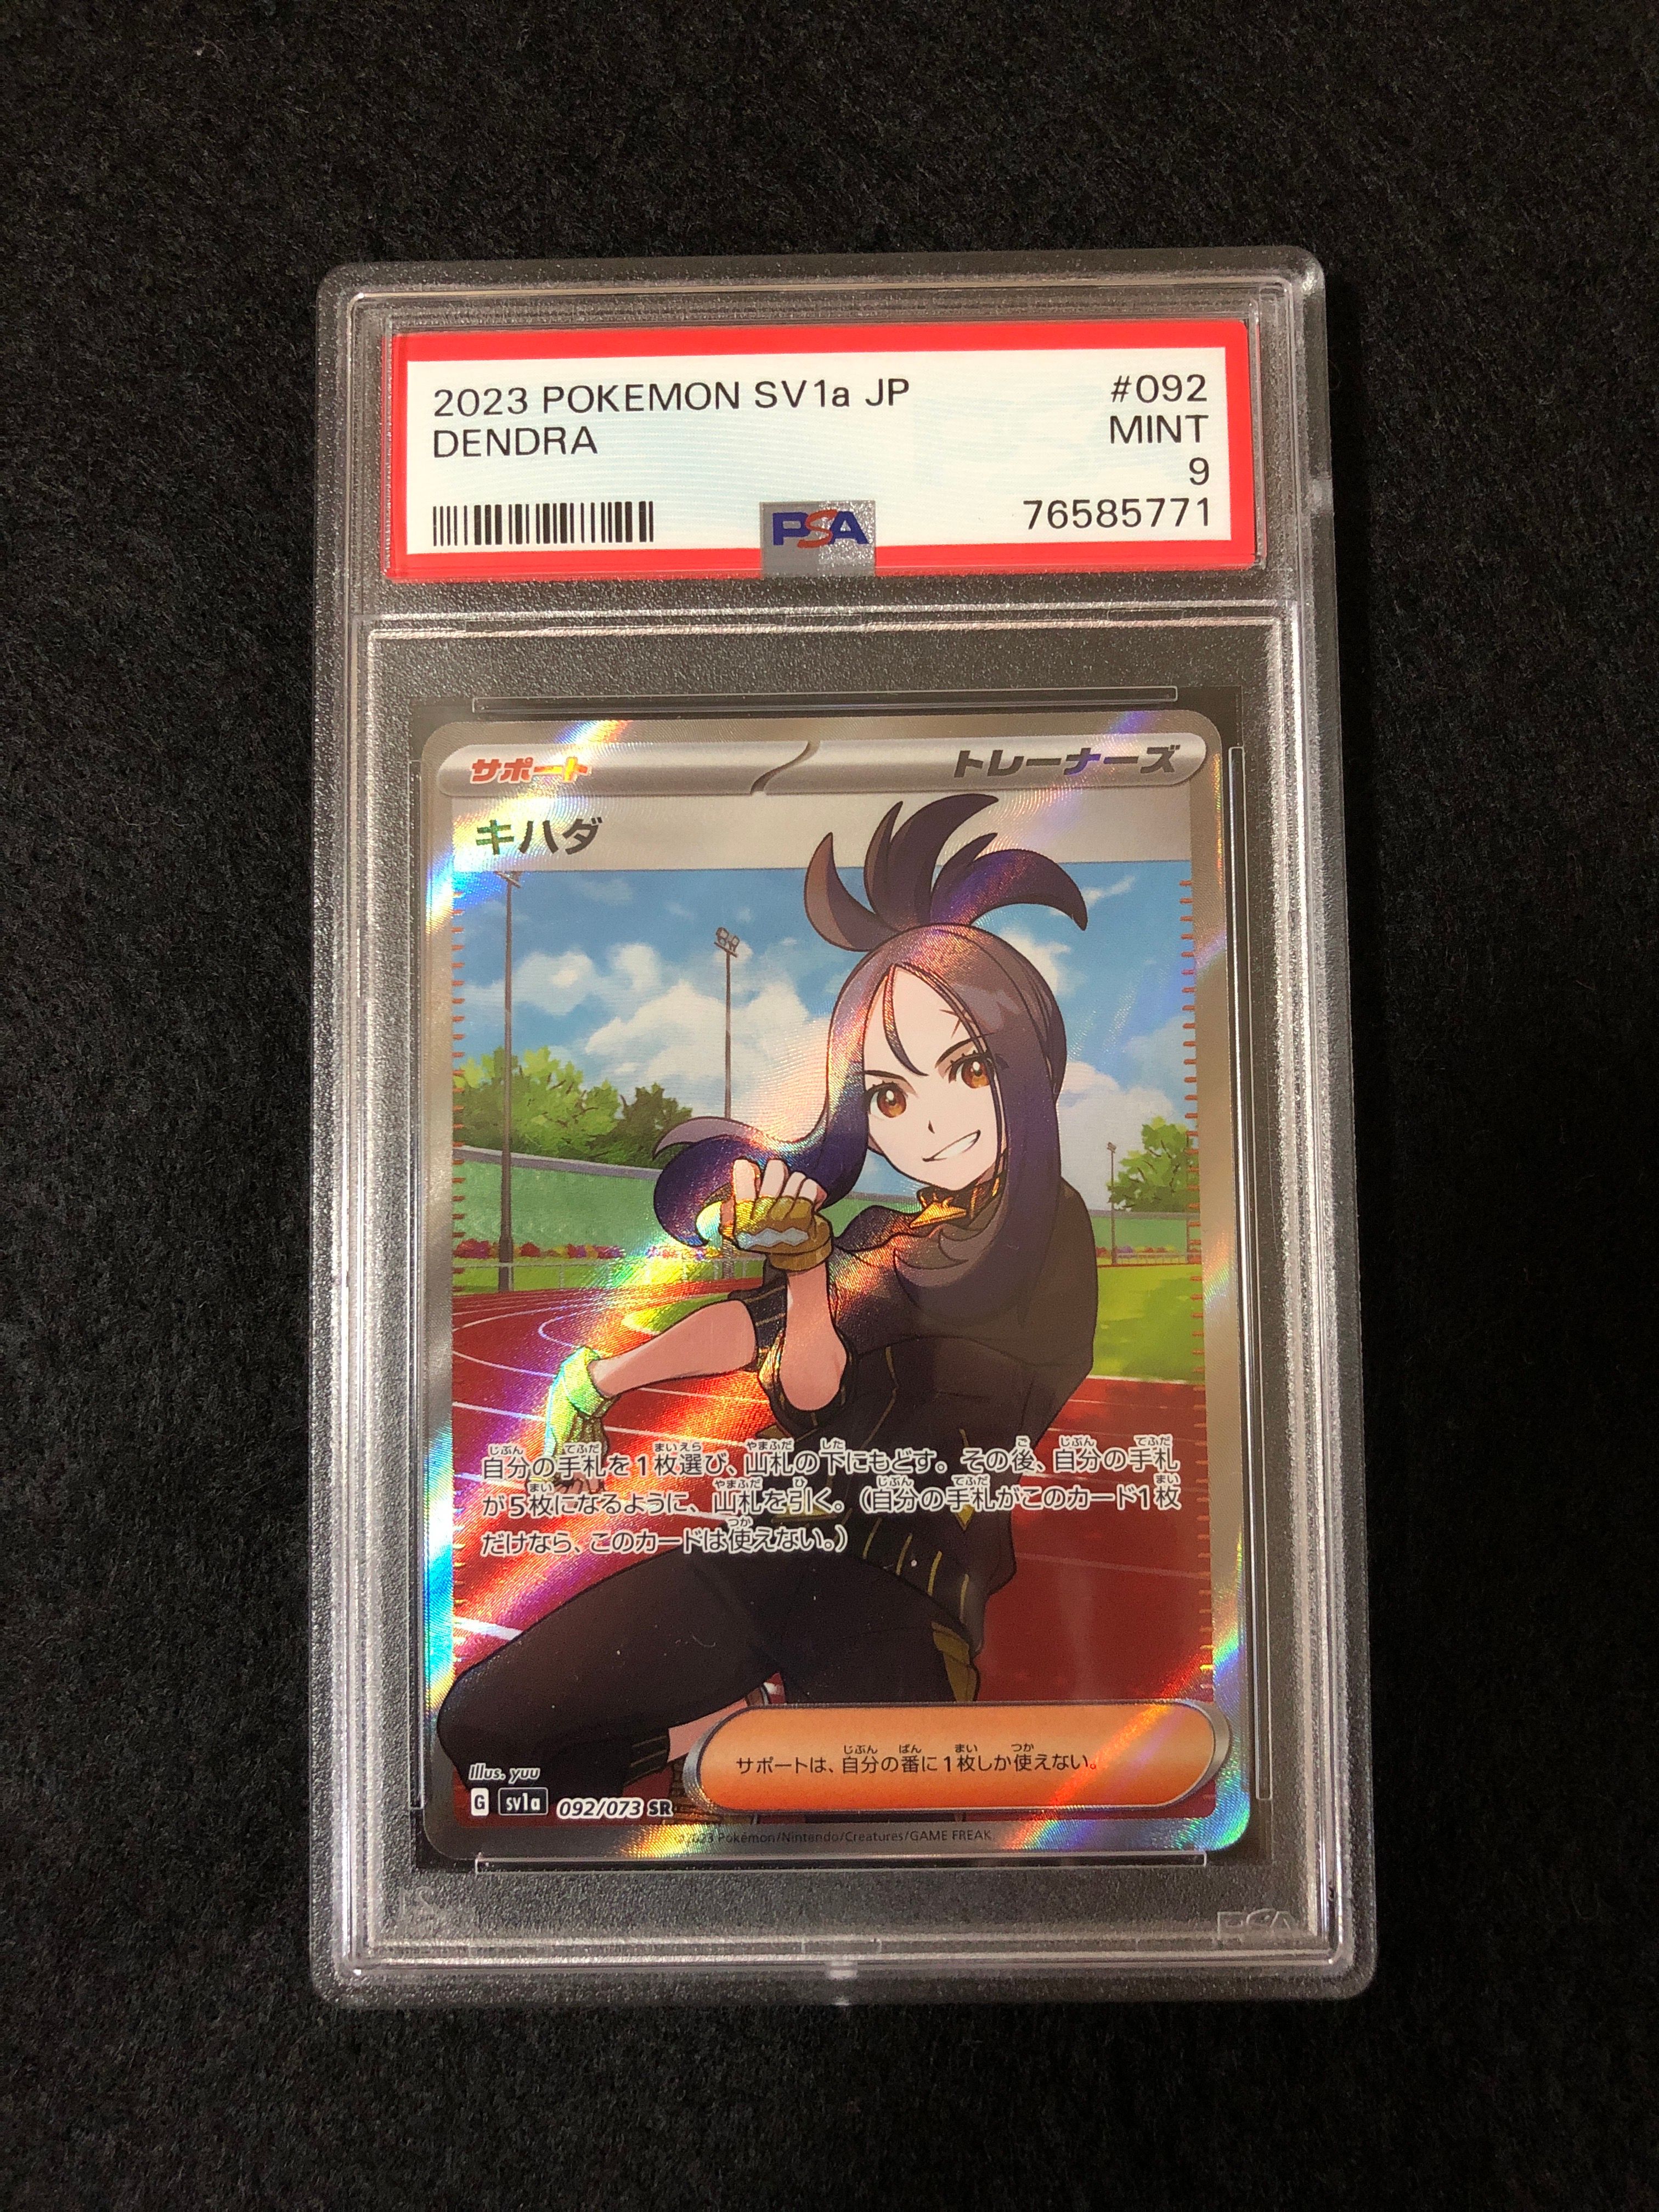 2023 POKEMON SV1a JP #092
DENDRA MINT
9
PSA 76585771
サポート トレーナーズ
キハダ
自分の手札を1枚選び、山札の下にもどす。その後、自分の手札
が5枚になるように、山札を引く。（自分の手札がこのカード1枚
だけなら、このカードは使えない。）
サポートは、自分の番に1枚しか使えない。
Illus. yuu
G sv1a 092/073 SR
©2023 Pokémon/Nintendo/Creatures/GAME FREAK.
PSA